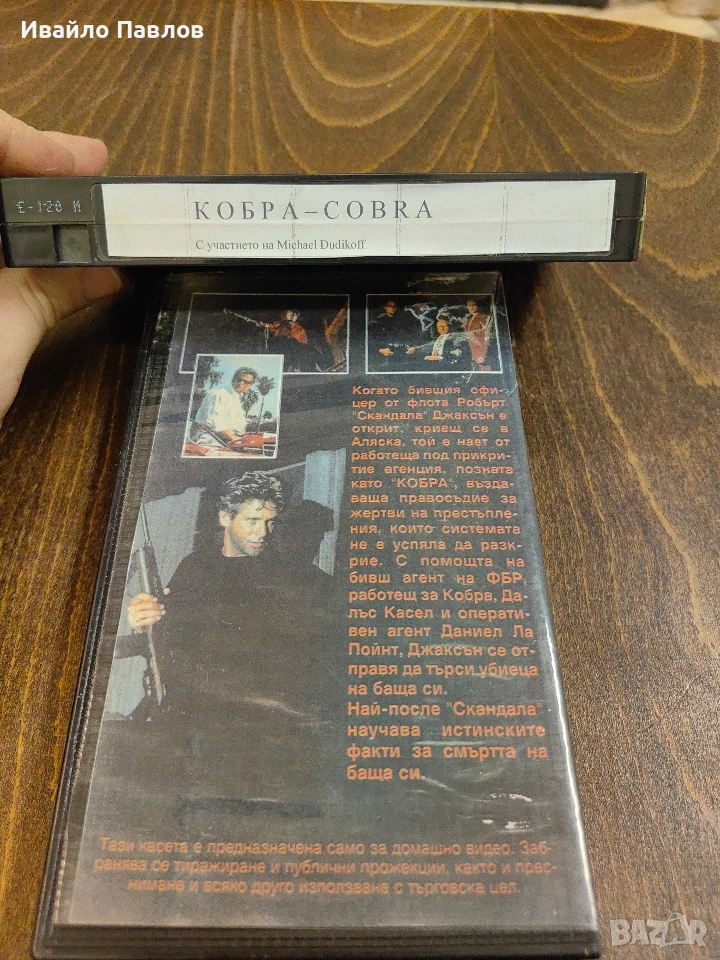 Ивайло Павлов
E-120 M
КОБРА – COBRA
С участието на Michael Dudikoff
Когато бившия офи-
цер от флота Робърт
"Скандала" Джаксън е
открит, криещ се в
Аляска, той е нает от
работеща под прикри-
тие агенция, позната
като "КОБРА", възда-
ваща правосъдие за
жертви на престъпле-
ния, които системата
не е успяла да разк-
рие. С помощта на
бивш агент на ФБР,
работещ за Кобра, Да-
лъс Касел и оператив-
ен агент Даниел Ла
Пойнт, Джаксън се от-
правя да търси убиеца
на баща си.
Най-после "Скандала"
научава истинските
факти за смъртта на
баща си.
Тази касета е предназначена само за домашно видео. Заб-
ранява се тиражиране и публични прожекции, както и прес-
нимане и всяко друго използване с търговска цел.
BAZAR